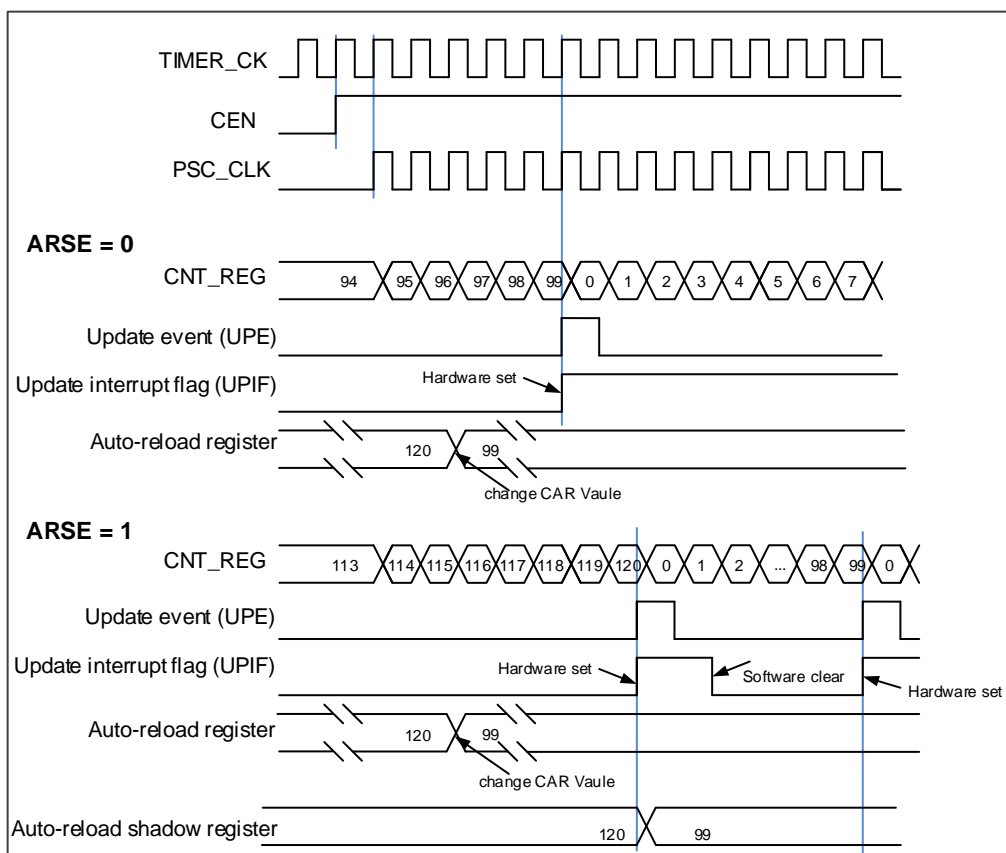 TIMER_CK
CEN
PSC_CLK
ARSE = 0
CNT_REG 94 95 96 97 98 99 0 1 2 3 4 5 6 7
Update event (UPE)
Update interrupt flag (UPIF) Hardware set
Auto-reload register 120 99
change CAR Vaule
ARSE = 1
CNT_REG 113 114 115 116 117 118 119 120 0 1 2 ... 98 99 0
Update event (UPE)
Update interrupt flag (UPIF) Hardware set Software clear Hardware set
Auto-reload register 120 99
change CAR Vaule
Auto-reload shadow register 120 99